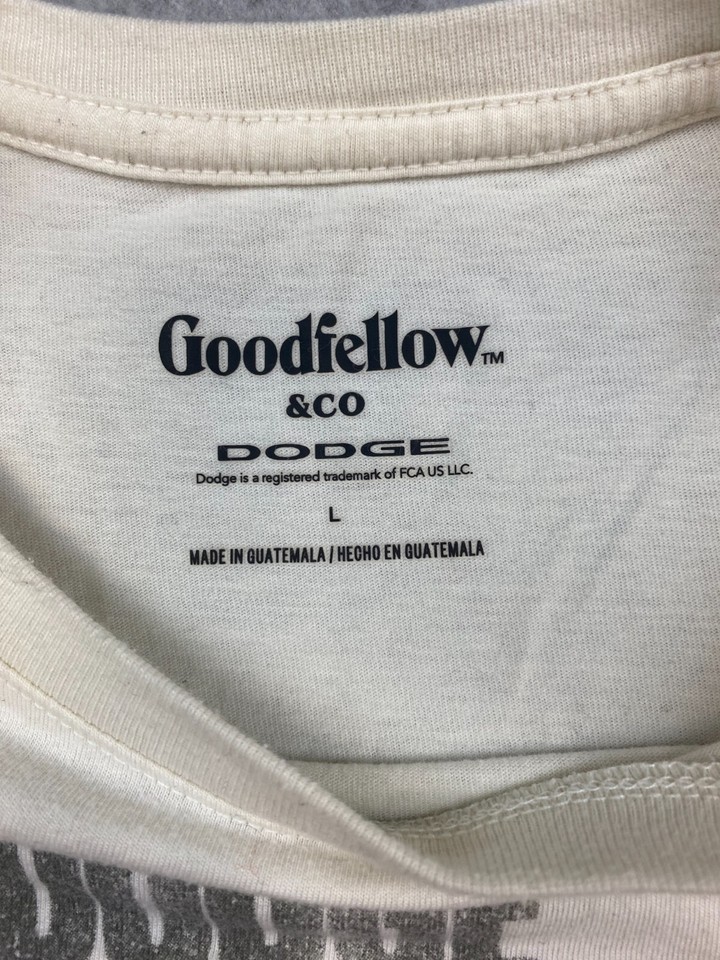 Goodfellow™
&CO
DODGE
Dodge is a registered trademark of FCA US LLC.
L
MADE IN GUATEMALA / HECHO EN GUATEMALA